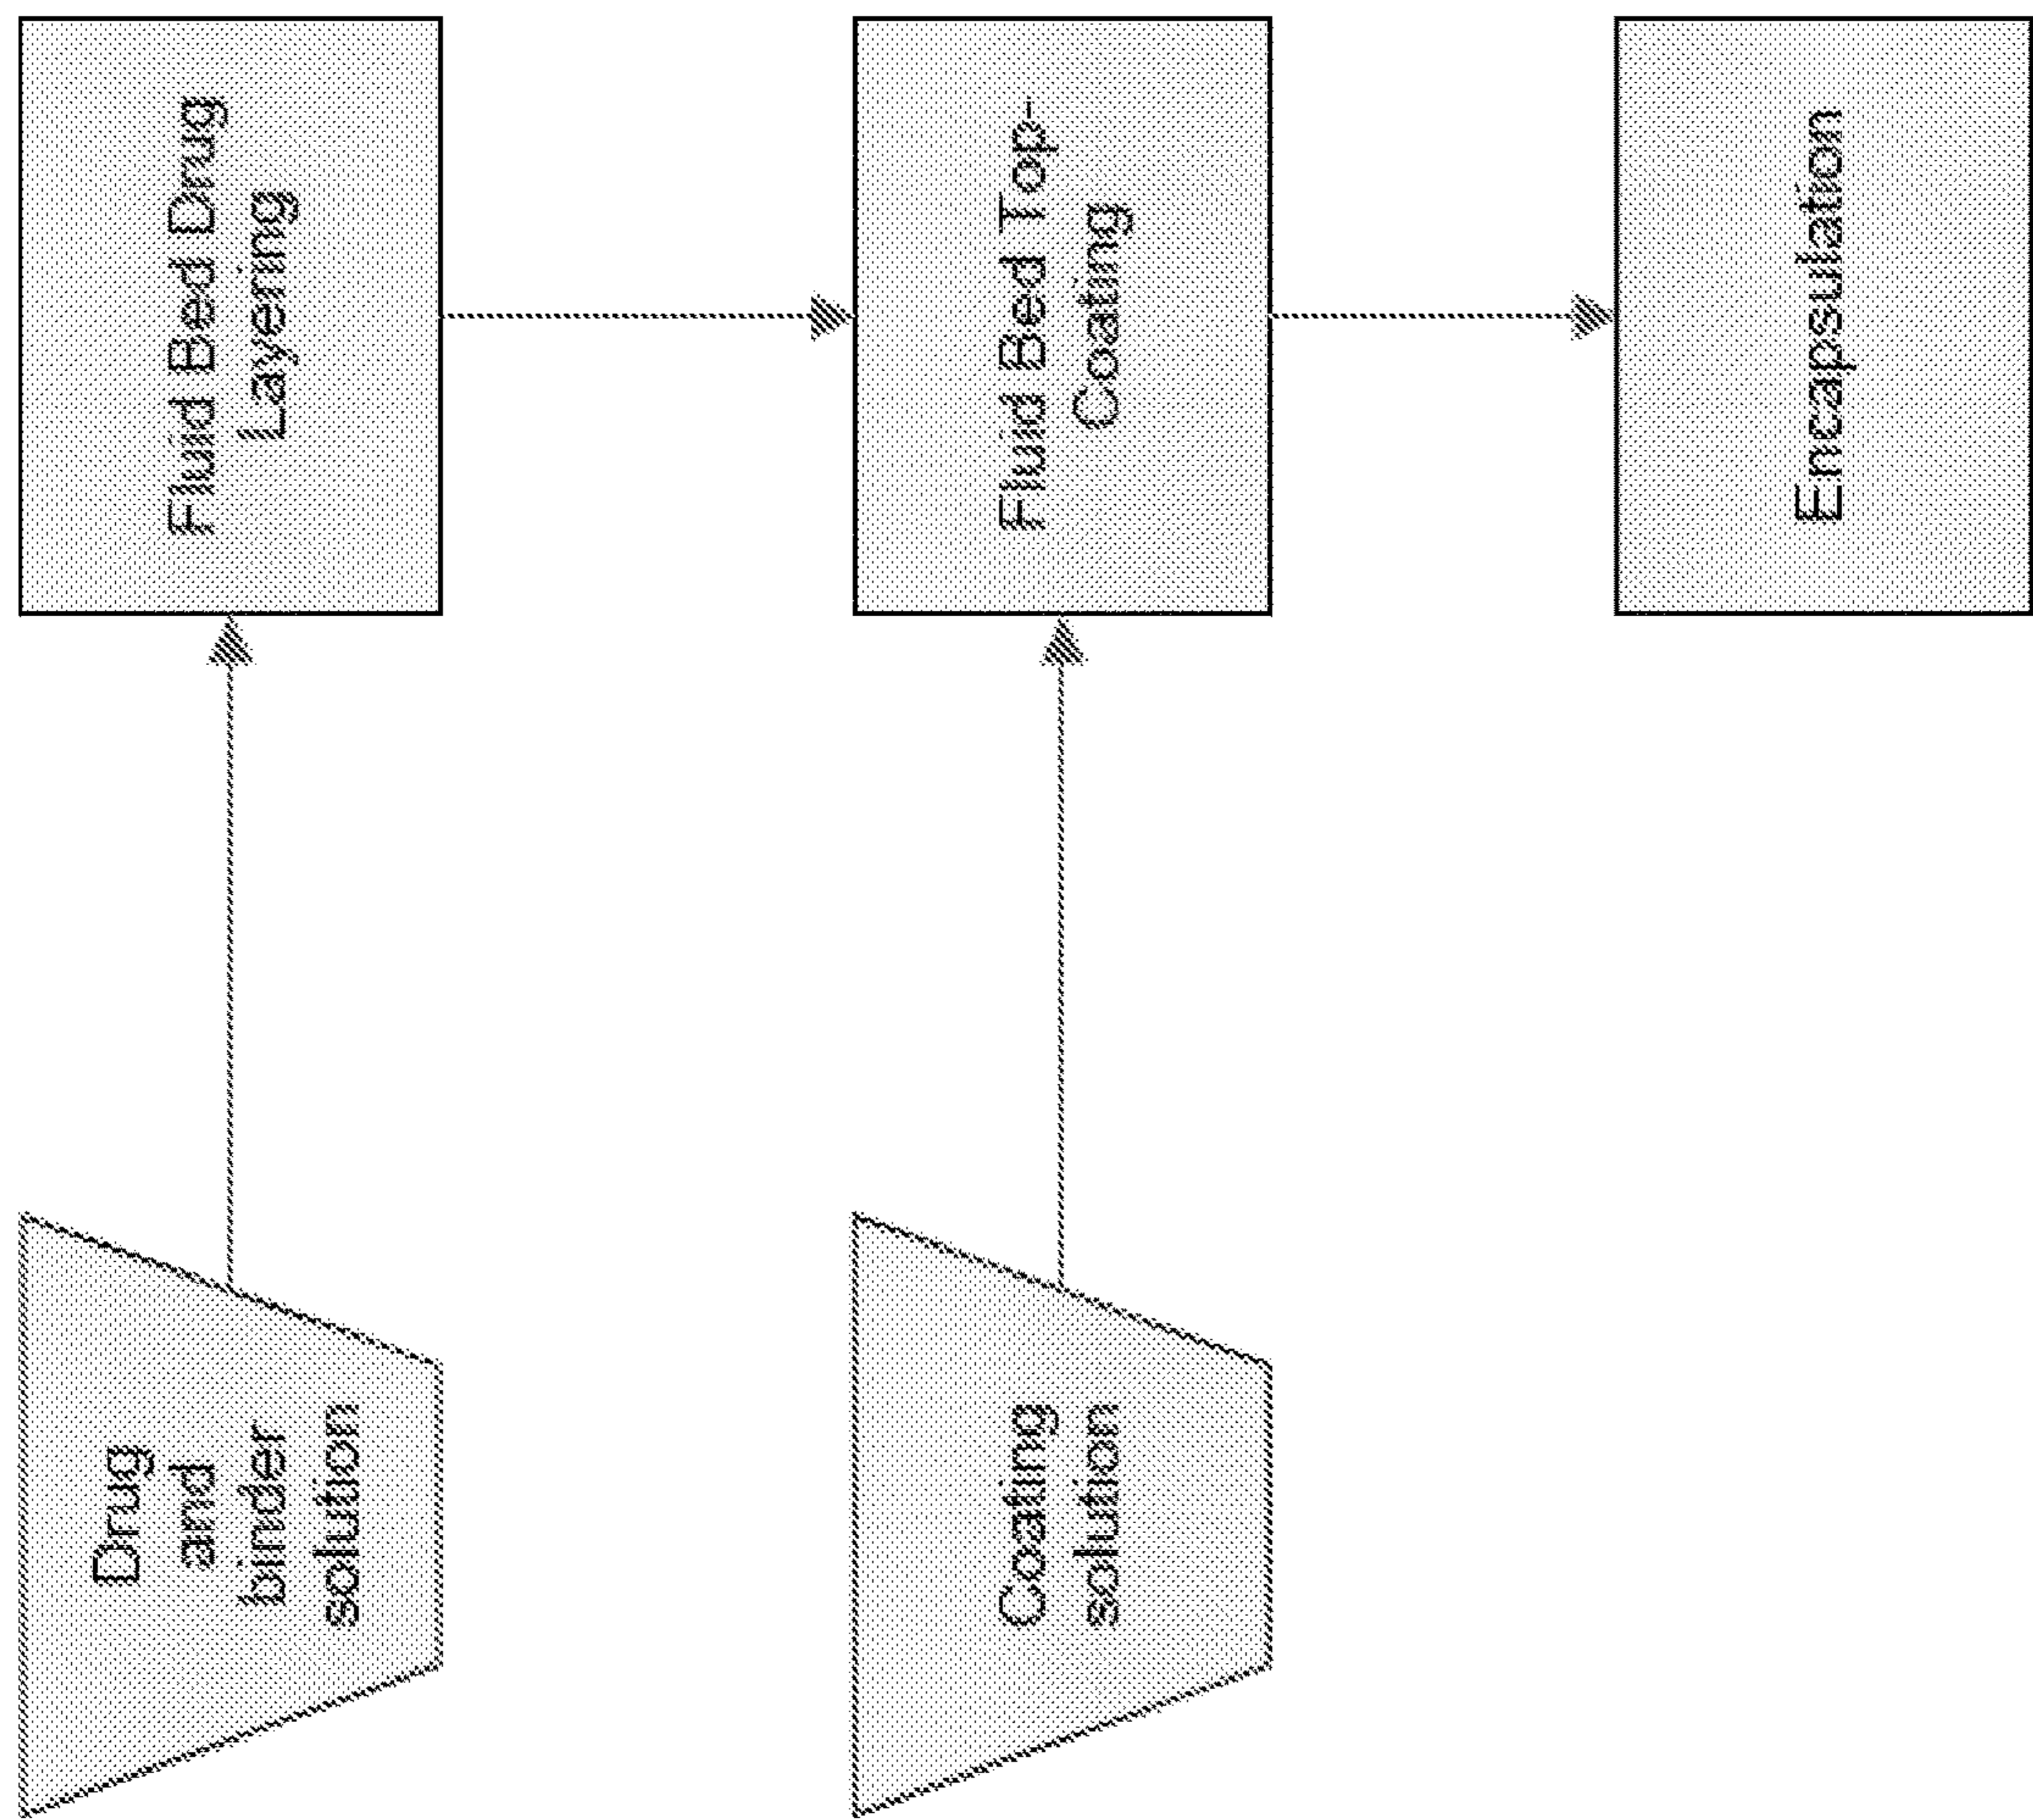 Drug
and
binder
solution
Fluid Bed Drug
Layering
Coating
solution
Fluid Bed Top-
Coating
Encapsulation